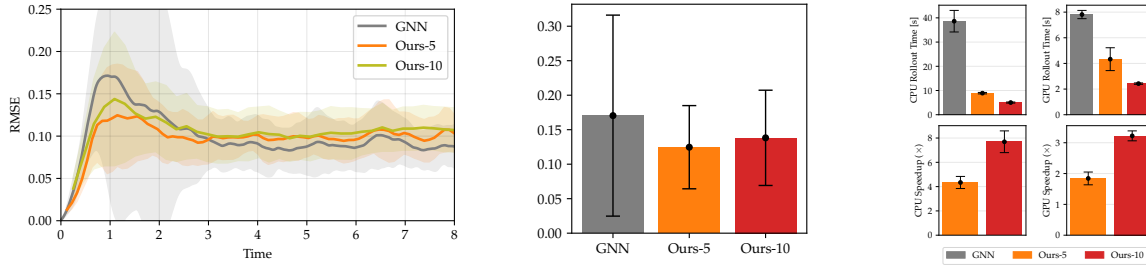 0.25
0.20
0.15
0.10
0.05
0.00
RMSE
0 1 2 3 4 5 6 7 8
Time
GNN
Ours-5
Ours-10
0.30
0.25
0.20
0.15
0.10
0.05
0.00
GNN Ours-5 Ours-10
CPU Rollout Time [s]
40
30
20
10
0
GPU Rollout Time [s]
8
6
4
2
0
CPU Speedup (×)
8
6
4
2
0
GPU Speedup (×)
3
2
1
0
GNN Ours-5 Ours-10